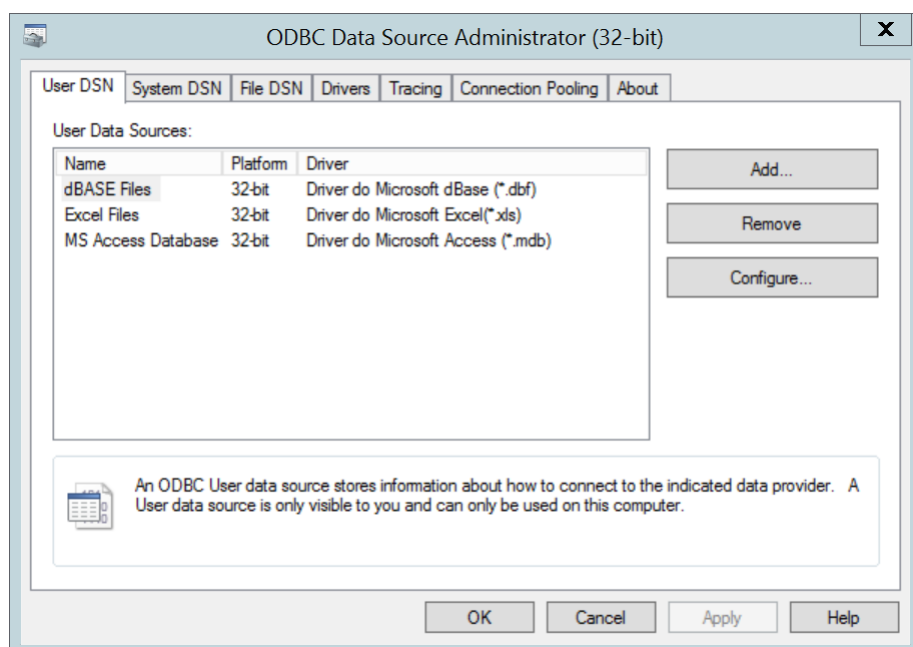 ODBC Data Source Administrator (32-bit)
X
User DSN System DSN File DSN Drivers Tracing Connection Pooling About
User Data Sources:
Name Platform Driver
dBASE Files 32-bit Driver do Microsoft dBase (*.dbf)
Excel Files 32-bit Driver do Microsoft Excel(*.xls)
MS Access Database 32-bit Driver do Microsoft Access (*.mdb)
Add...
Remove
Configure...
An ODBC User data source stores information about how to connect to the indicated data provider. A
User data source is only visible to you and can only be used on this computer.
OK Cancel Apply Help